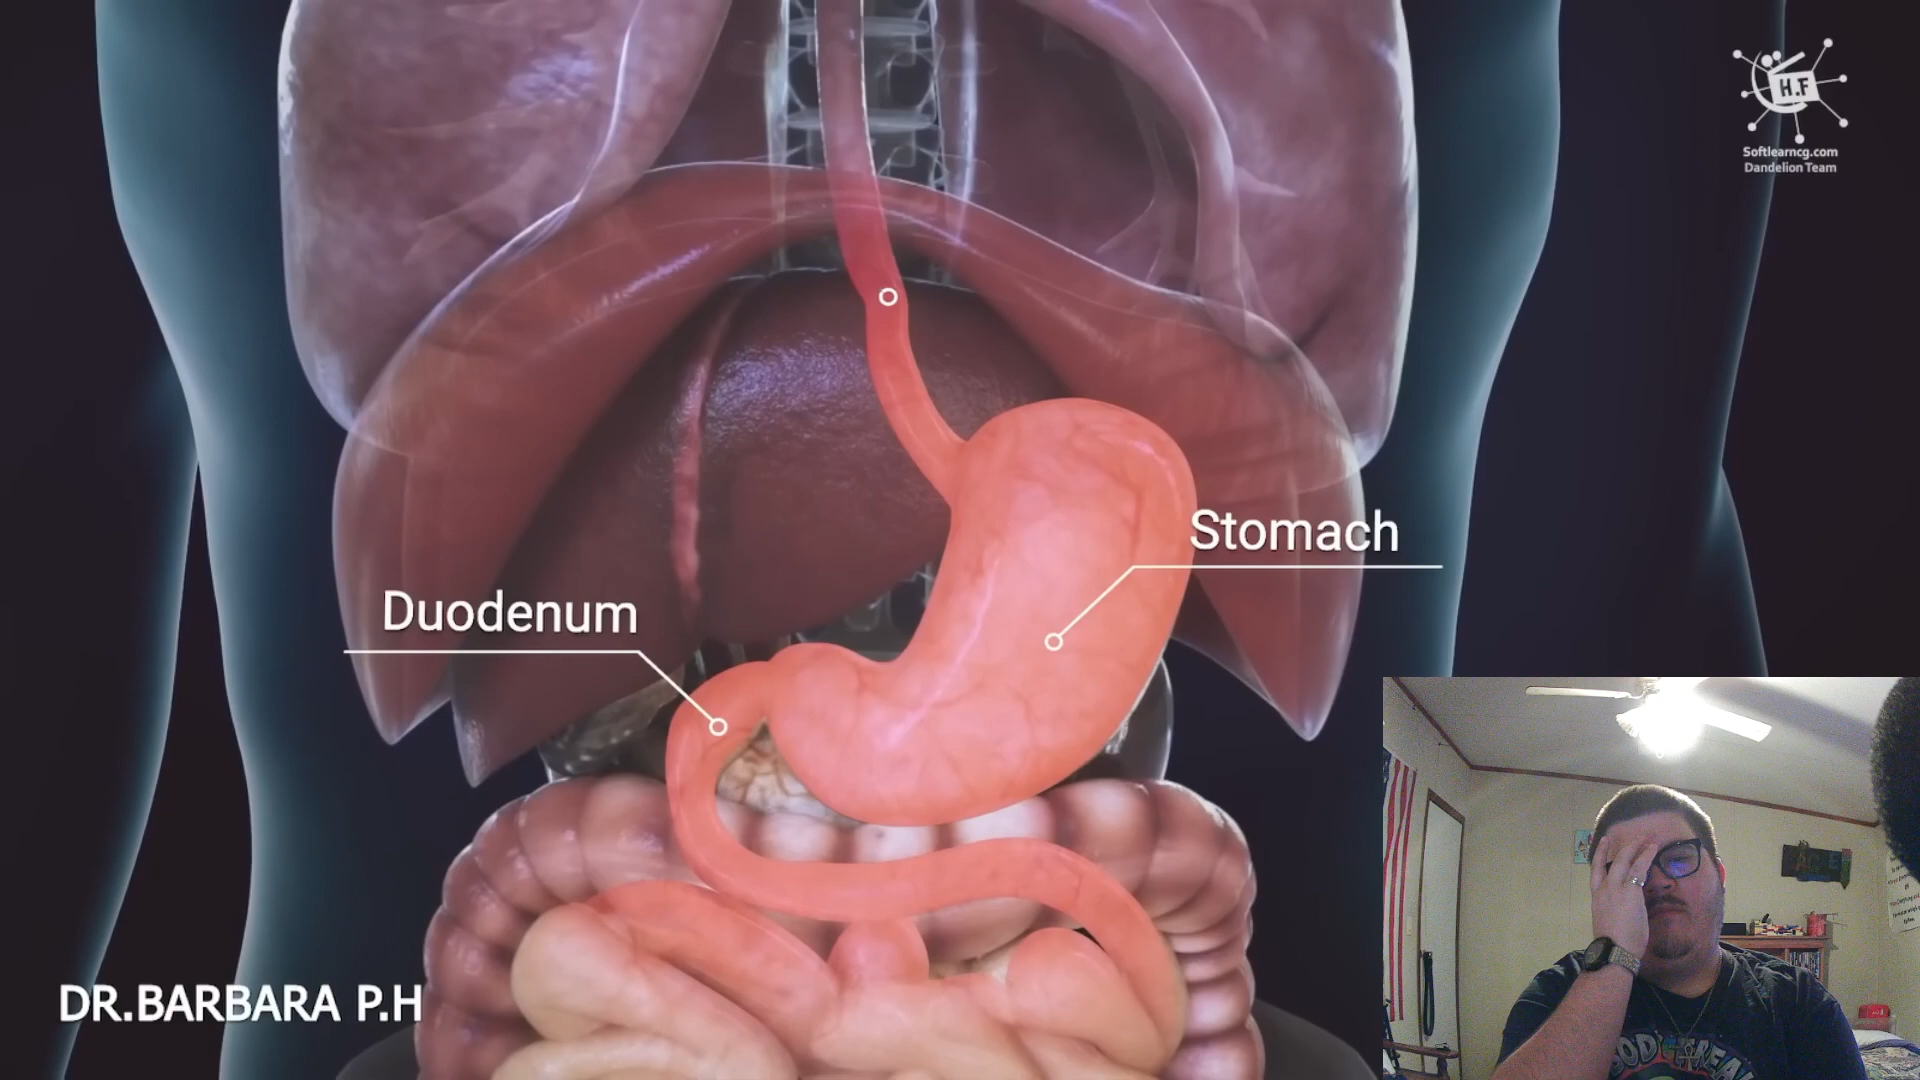 H.F
Softlearncg.com
Dandelion Team
Stomach
Duodenum
DR.BARBARA P.H